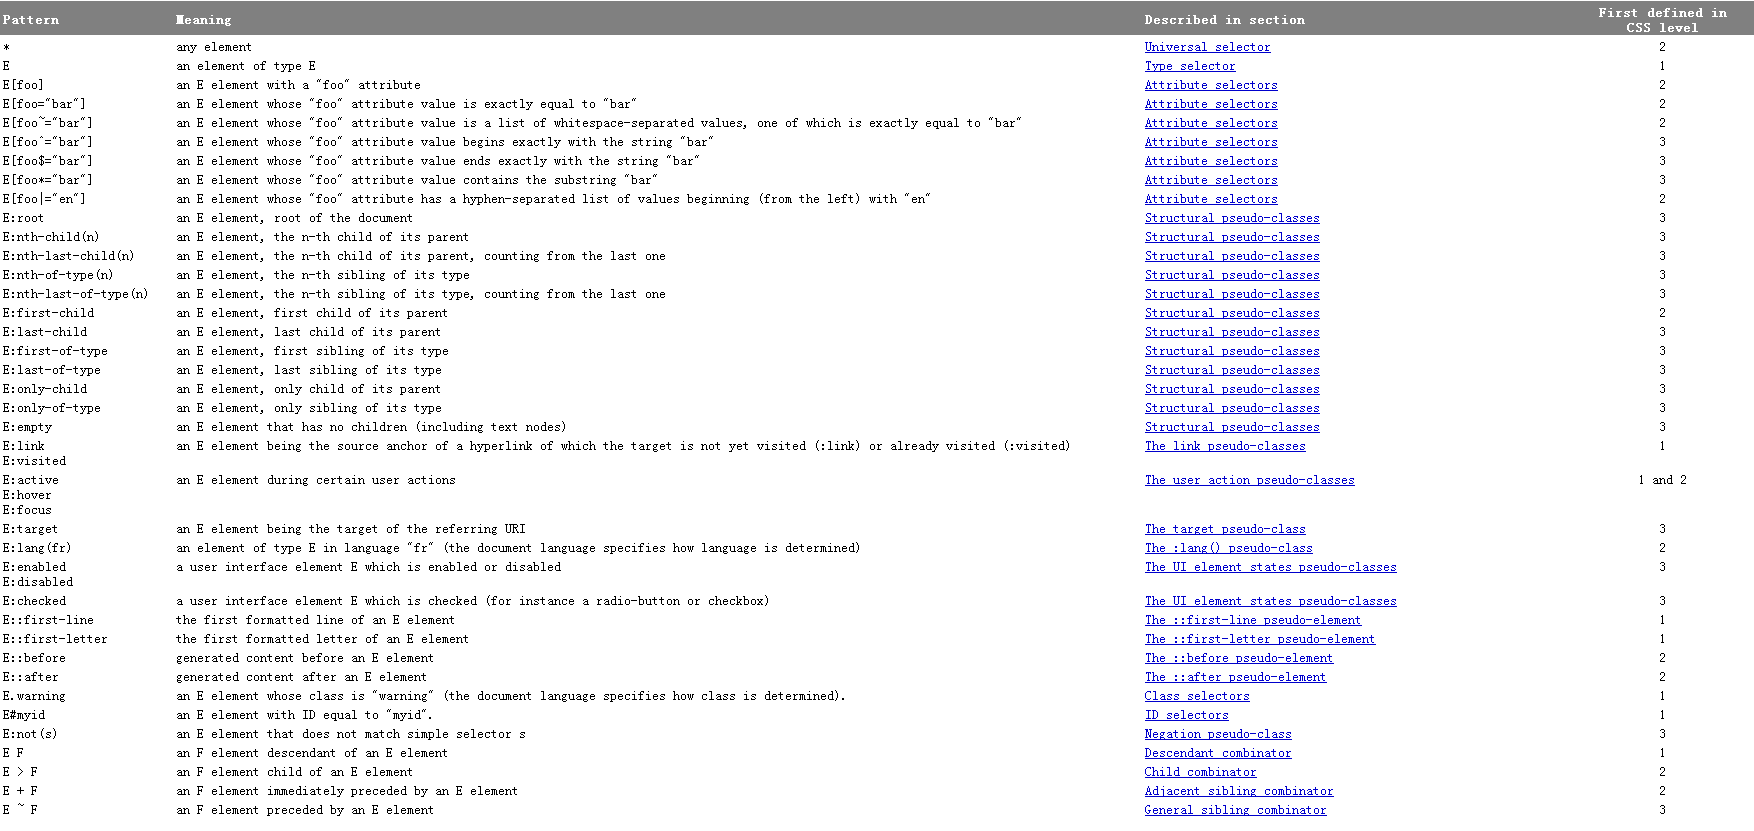 Pattern Meaning Described in section First defined in
CSS level
* any element Universal selector 2
E an element of type E Type selector 1
E[foo] an E element with a "foo" attribute Attribute selectors 2
E[foo="bar"] an E element whose "foo" attribute value is exactly equal to "bar" Attribute selectors 2
E[foo~="bar"] an E element whose "foo" attribute value is a list of whitespace-separated values, one of which is exactly equal to "bar" Attribute selectors 2
E[foo^="bar"] an E element whose "foo" attribute value begins exactly with the string "bar" Attribute selectors 3
E[foo$="bar"] an E element whose "foo" attribute value ends exactly with the string "bar" Attribute selectors 3
E[foo*="bar"] an E element whose "foo" attribute value contains the substring "bar" Attribute selectors 3
E[foo|="en"] an E element whose "foo" attribute has a hyphen-separated list of values beginning (from the left) with "en" Attribute selectors 2
E:root an E element, root of the document Structural pseudo-classes 3
E:nth-child(n) an E element, the n-th child of its parent Structural pseudo-classes 3
E:nth-last-child(n) an E element, the n-th child of its parent, counting from the last one Structural pseudo-classes 3
E:nth-of-type(n) an E element, the n-th sibling of its type Structural pseudo-classes 3
E:nth-last-of-type(n) an E element, the n-th sibling of its type, counting from the last one Structural pseudo-classes 3
E:first-child an E element, first child of its parent Structural pseudo-classes 2
E:last-child an E element, last child of its parent Structural pseudo-classes 3
E:first-of-type an E element, first sibling of its type Structural pseudo-classes 3
E:last-of-type an E element, last sibling of its type Structural pseudo-classes 3
E:only-child an E element, only child of its parent Structural pseudo-classes 3
E:only-of-type an E element, only sibling of its type Structural pseudo-classes 3
E:empty an E element that has no children (including text nodes) Structural pseudo-classes 3
E:link an E element being the source anchor of a hyperlink of which the target is not yet visited (:link) or already visited (:visited) The link pseudo-classes 1
E:visited
E:active an E element during certain user actions The user action pseudo-classes 1 and 2
E:hover
E:focus
E:target an E element being the target of the referring URI The target pseudo-class 3
E:lang(fr) an element of type E in language "fr" (the document language specifies how language is determined) The :lang() pseudo-class 2
E:enabled a user interface element E which is enabled or disabled The UI element states pseudo-classes 3
E:disabled
E:checked a user interface element E which is checked (for instance a radio-button or checkbox) The UI element states pseudo-classes 3
E::first-line the first formatted line of an E element The ::first-line pseudo-element 1
E::first-letter the first formatted letter of an E element The ::first-letter pseudo-element 1
E::before generated content before an E element The ::before pseudo-element 2
E::after generated content after an E element The ::after pseudo-element 2
E.warning an E element whose class is "warning" (the document language specifies how class is determined). Class selectors 1
E#myid an E element with ID equal to "myid". ID selectors 1
E:not(s) an E element that does not match simple selector s Negation pseudo-class 3
E F an F element descendant of an E element Descendant combinator 1
E > F an F element child of an E element Child combinator 2
E + F an F element immediately preceded by an E element Adjacent sibling combinator 2
E ~ F an F element preceded by an E element General sibling combinator 3